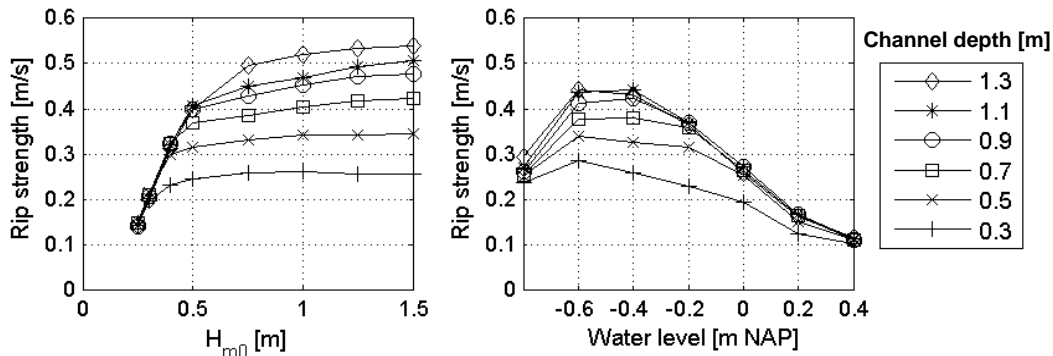 0.6
0.5
0.4
0.3
0.2
0.1
0
Rip strength [m/s]
0 0.5 1 1.5
H_m0 [m]
0.6
0.5
0.4
0.3
0.2
0.1
0
Rip strength [m/s]
-0.6 -0.4 -0.2 0 0.2 0.4
Water level [m NAP]
Channel depth [m]
1.3
1.1
0.9
0.7
0.5
0.3